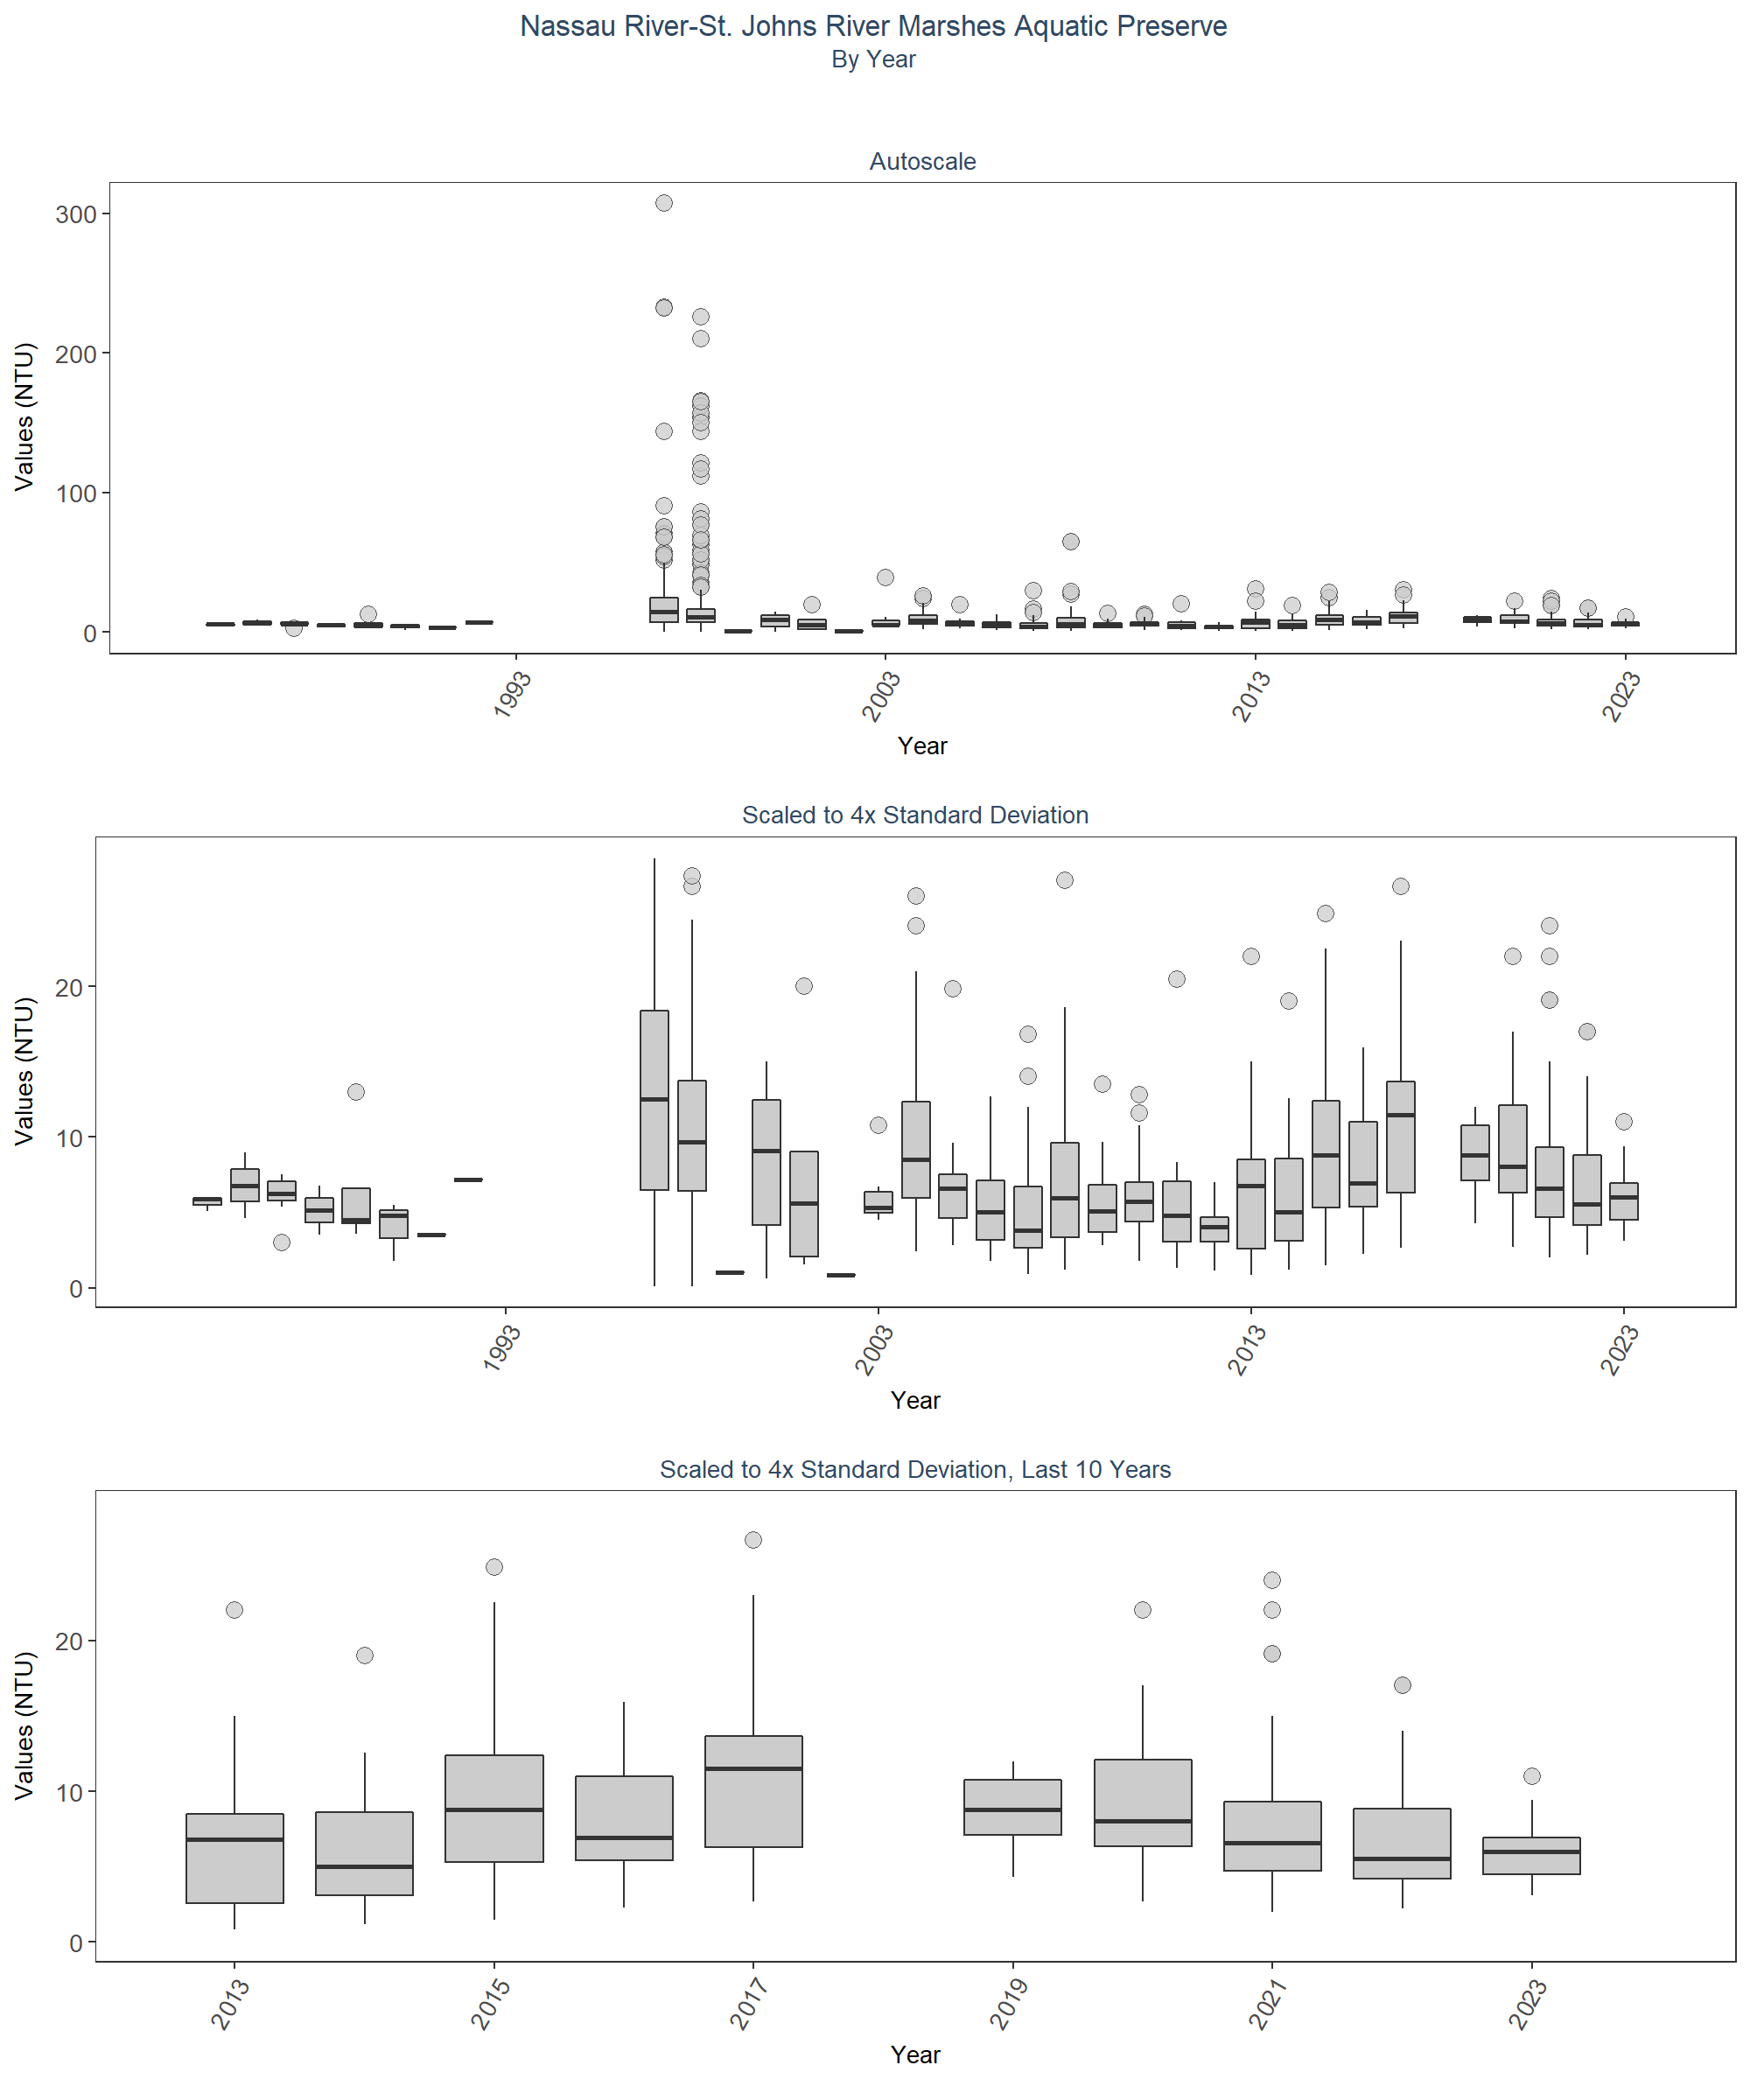 Nassau River-St. Johns River Marshes Aquatic Preserve
By Year
Autoscale
Values (NTU)
300
200
100
0
1993
2003
2013
2023
Year
Scaled to 4x Standard Deviation
Values (NTU)
20
10
0
1993
2003
2013
2023
Year
Scaled to 4x Standard Deviation, Last 10 Years
Values (NTU)
20
10
0
2013
2015
2017
2019
2021
2023
Year